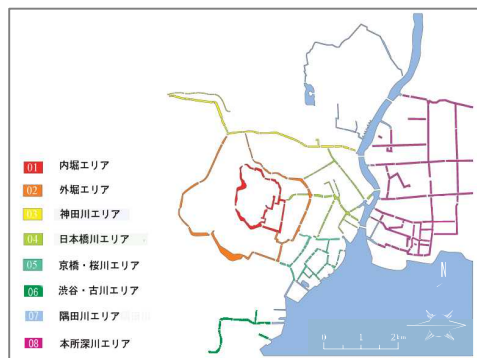 01 内堀エリア
02 外堀エリア
03 神田川エリア
04 日本橋川エリア
05 京橋・桜川エリア
06 渋谷・古川エリア
07 隅田川エリア
08 本所深川エリア
N
0 1 2㎞